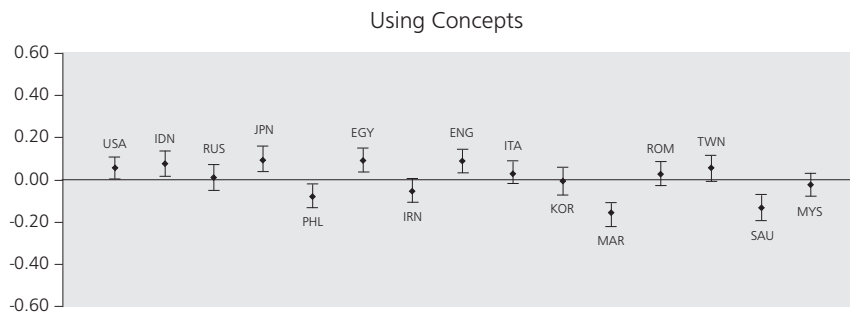 Using Concepts
0.60
0.40
0.20
0.00
-0.20
-0.40
-0.60
USA
IDN
RUS
JPN
PHL
EGY
IRN
ENG
ITA
KOR
MAR
ROM
TWN
SAU
MYS